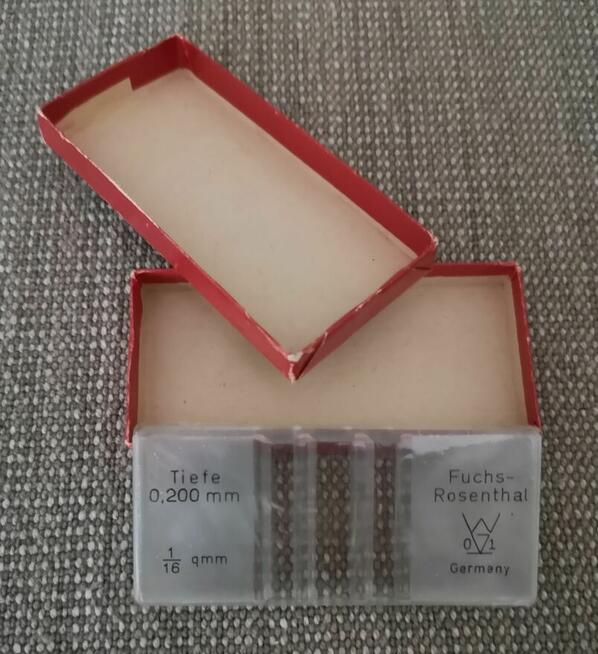 Tiefe
0,200 mm
1/16 qmm
Fuchs-
Rosenthal
W
0 1
Germany